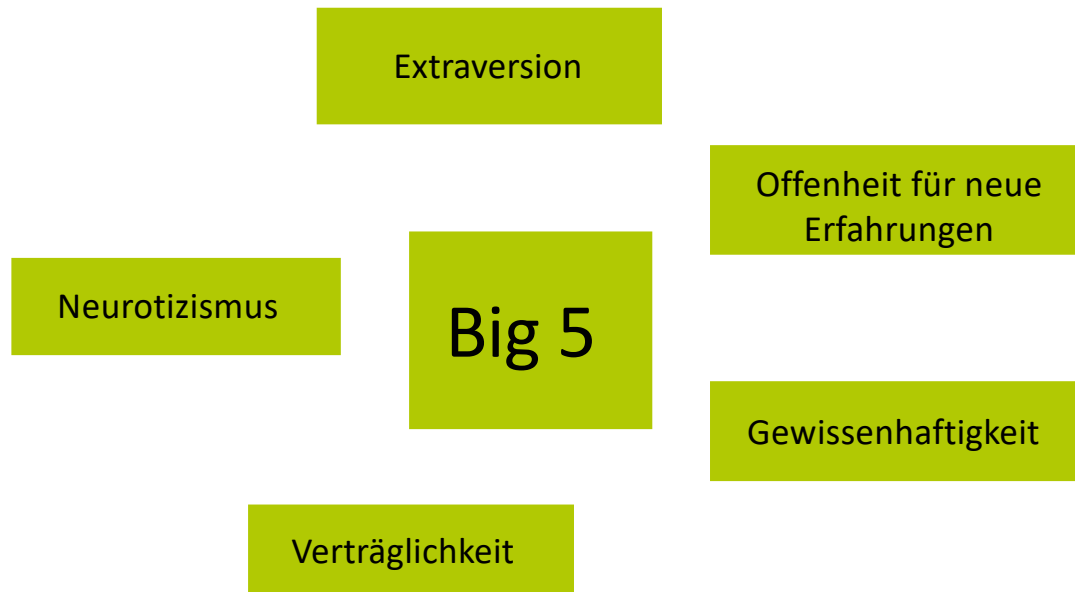 Extraversion
Offenheit für neue
Erfahrungen
Neurotizismus
Big 5
Gewissenhaftigkeit
Verträglichkeit